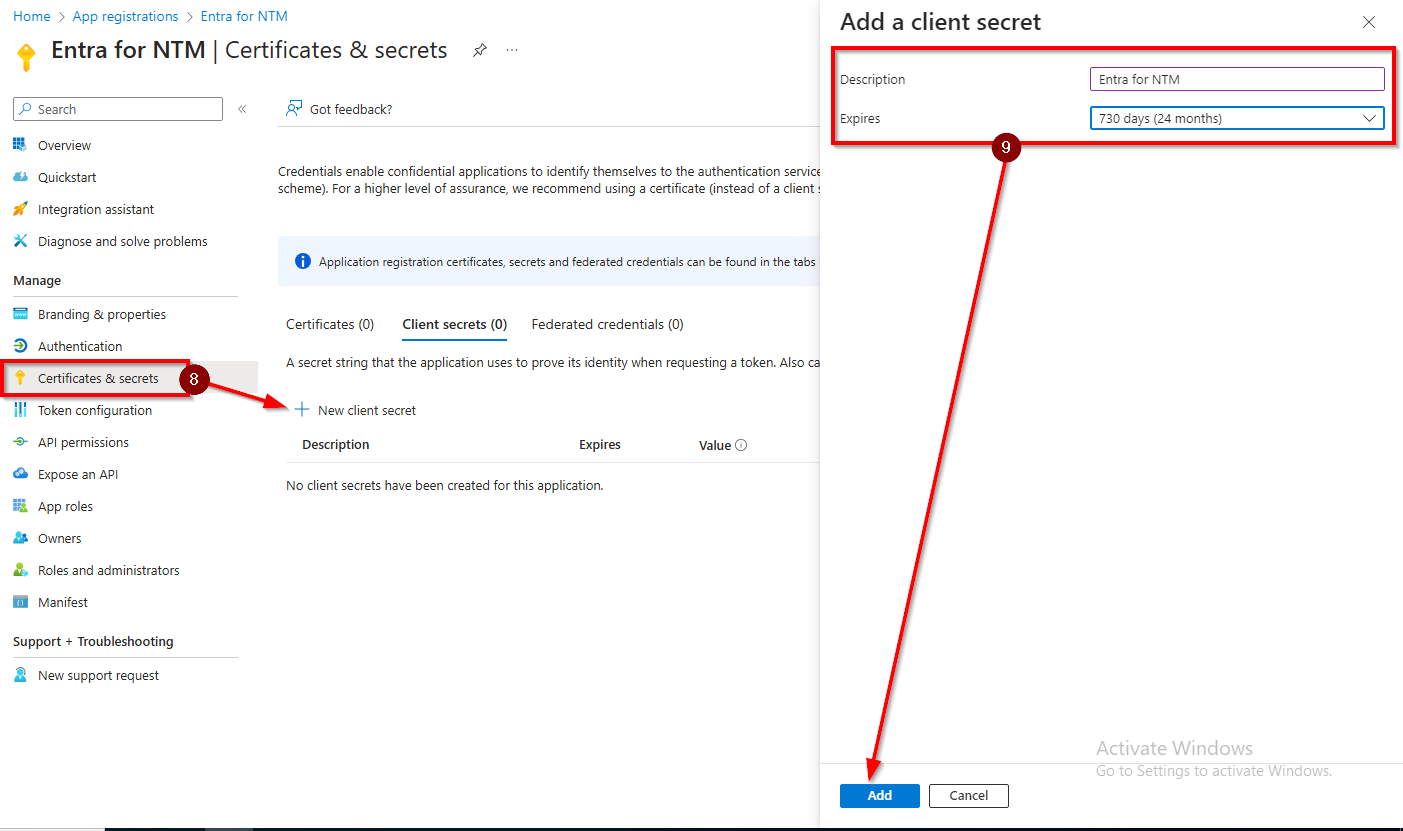 Home > App registrations > Entra for NTM
Entra for NTM | Certificates & secrets
Search
Overview
Quickstart
Integration assistant
Diagnose and solve problems
Manage
Branding & properties
Authentication
Certificates & secrets
8
Token configuration
API permissions
Expose an API
App roles
Owners
Roles and administrators
Manifest
Support + Troubleshooting
New support request
Got feedback?
Credentials enable confidential applications to identify themselves to the authentication service
scheme). For a higher level of assurance, we recommend using a certificate (instead of a client s
Application registration certificates, secrets and federated credentials can be found in the tabs
Certificates (0) Client secrets (0) Federated credentials (0)
A secret string that the application uses to prove its identity when requesting a token. Also ca
New client secret
Description Expires Value
No client secrets have been created for this application.
Add a client secret
Description Entra for NTM
Expires 730 days (24 months)
9
Activate Windows
Go to Settings to activate Windows.
Add Cancel